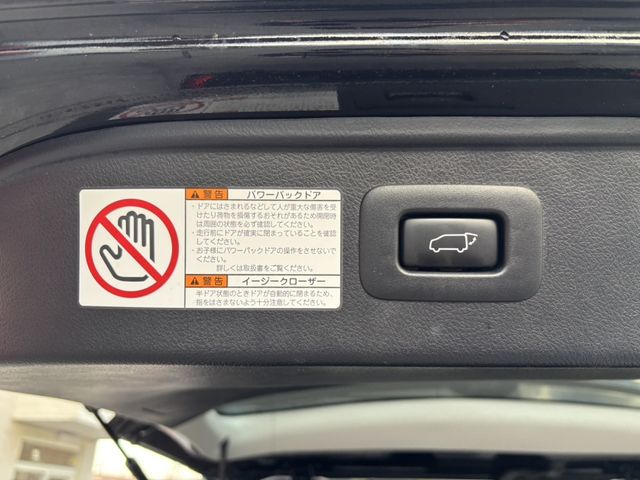 警告 パワーバックドア
・ドアにはさまれるなどして人が重大な傷害を受
けたり荷物を損傷するおそれがあるため開閉時
は周囲の状態を必ず確認してください。
・走行前にドアが確実に閉まっていることを確認
してください。
・お子様にパワーバックドアの操作をさせないで
ください。
詳しくは取扱書をご覧ください。
警告 イージークローザー
半ドア状態のときドアが自動的に閉まるため、
指をはさまないよう十分注意してください。